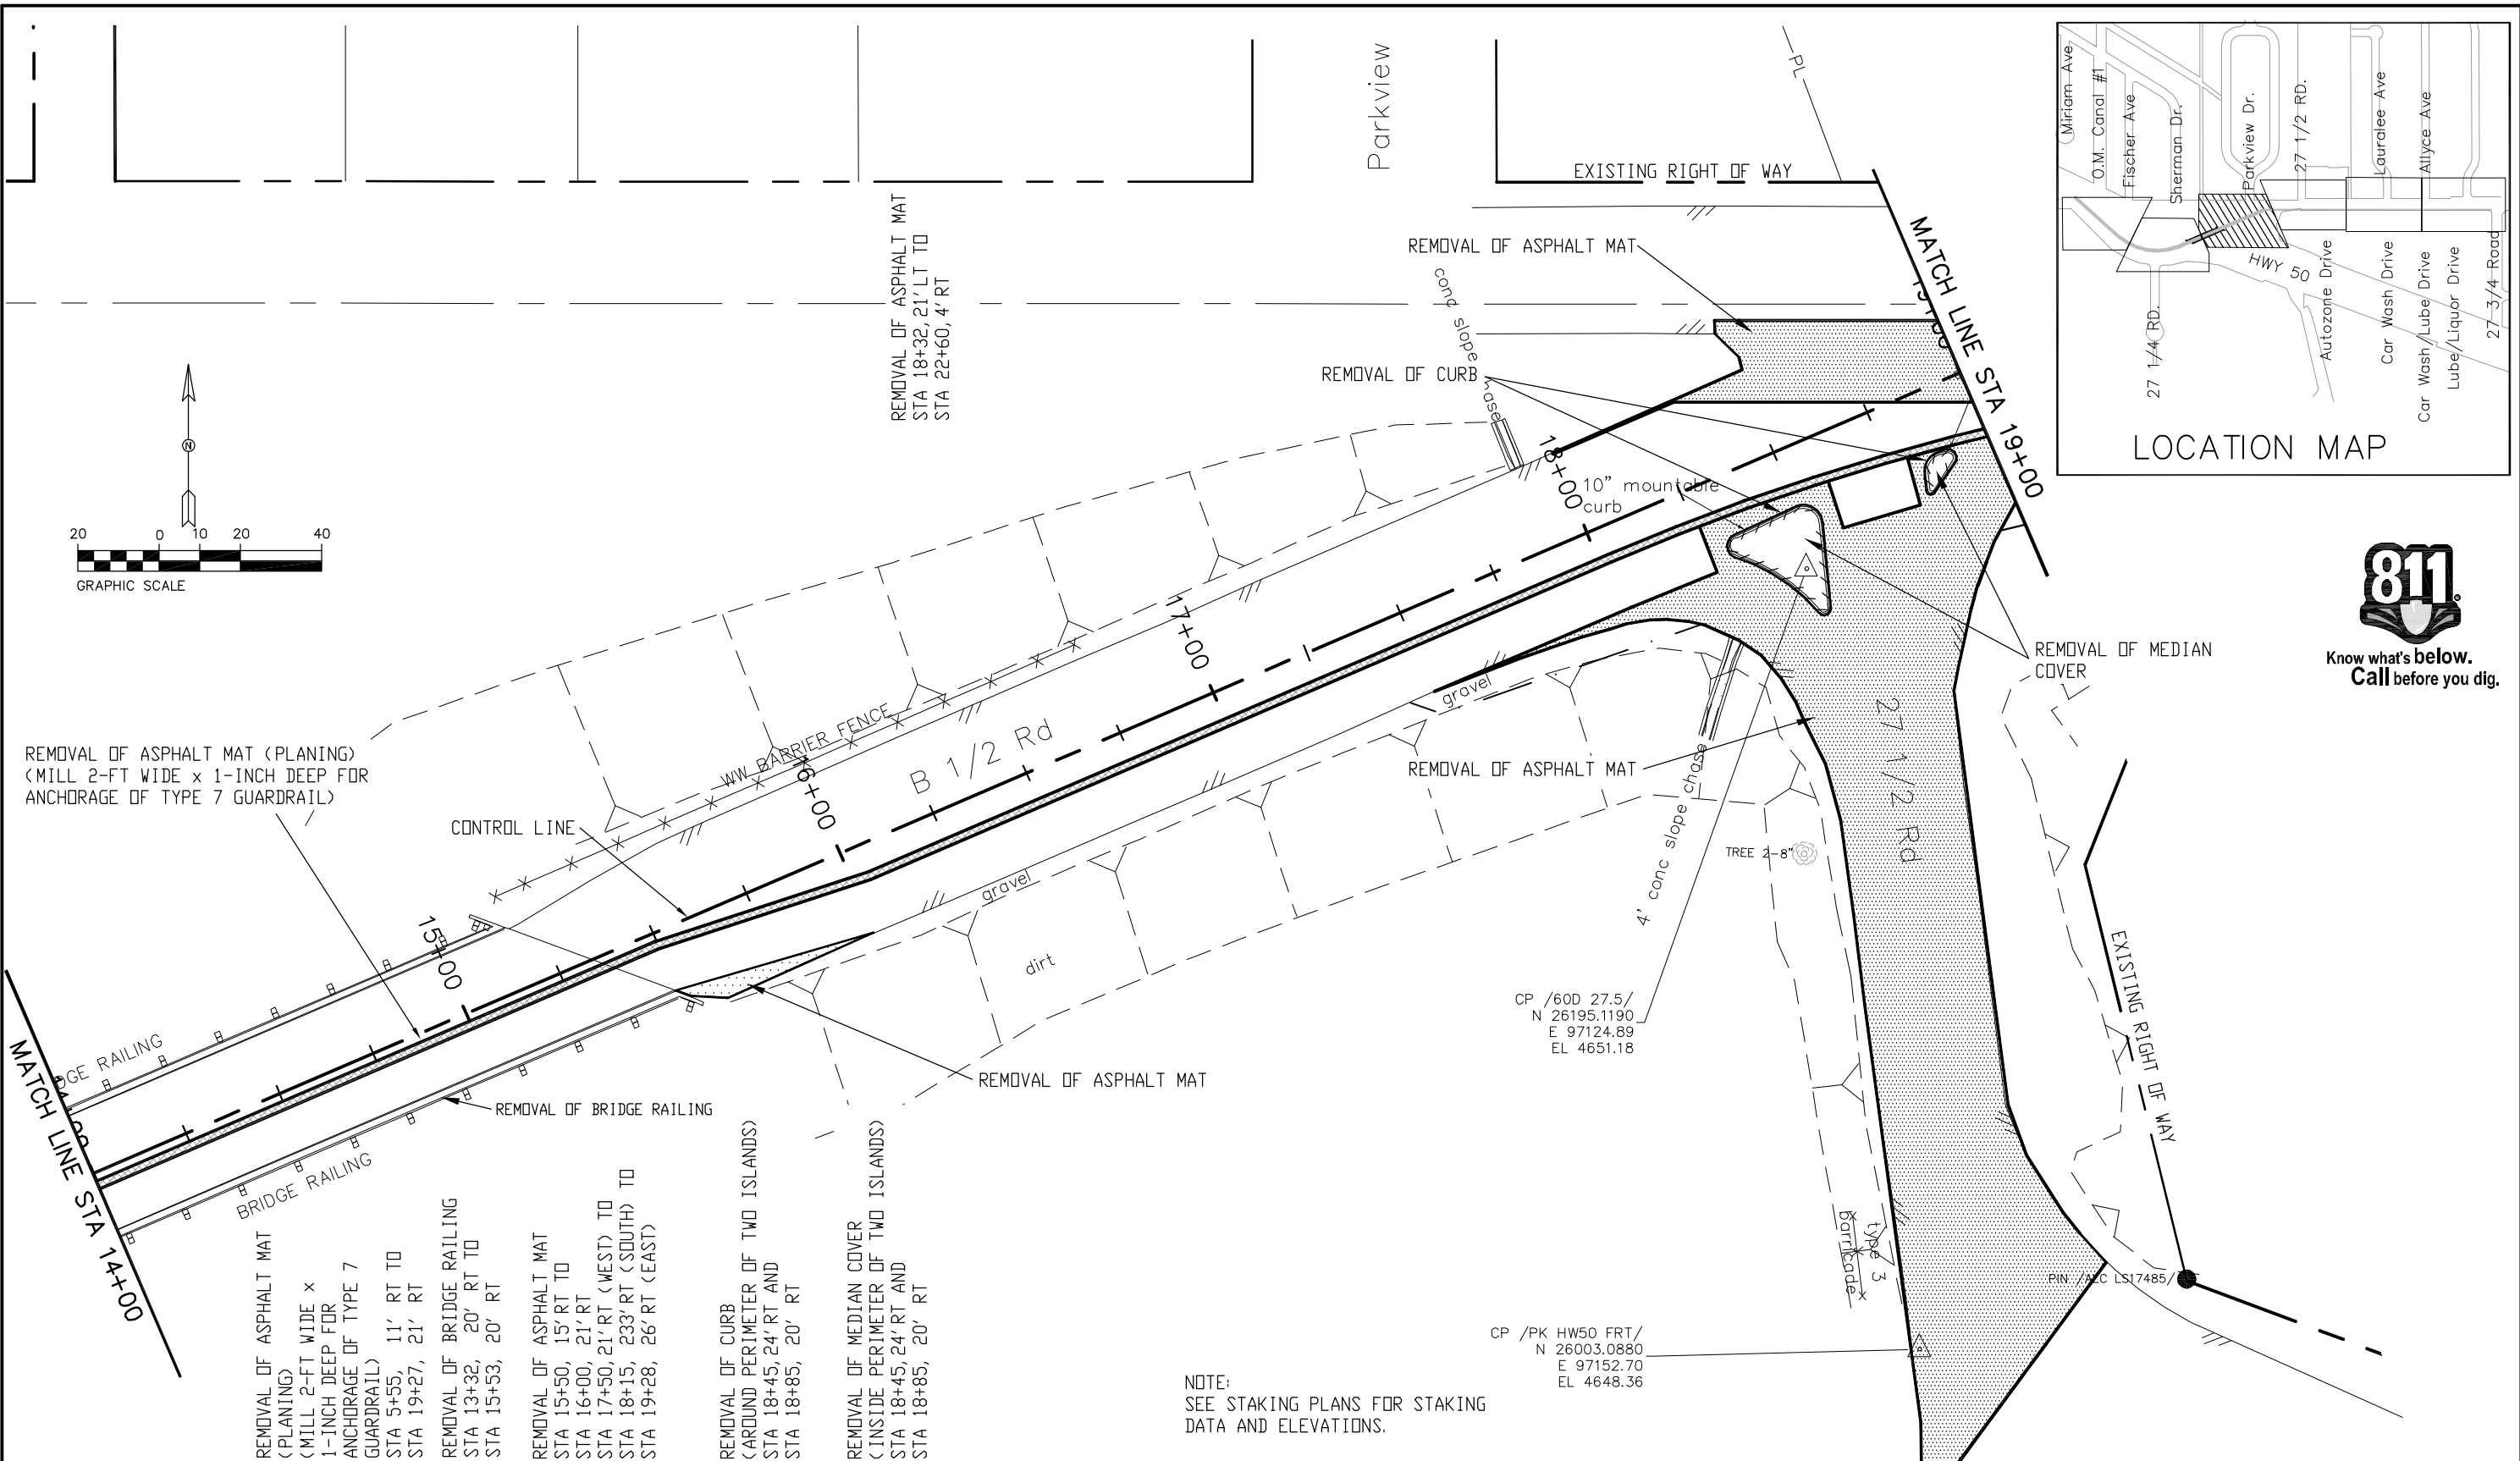 Parkview
PL
EXISTING RIGHT OF WAY
REMOVAL OF ASPHALT MAT
STA 18+32, 21' LT TO
STA 22+60, 4' RT
REMOVAL OF ASPHALT MAT
conc slope chase
REMOVAL OF CURB
MATCH LINE STA 19+00
19+00
18+00
10" mountable
curb
N
20 0 10 20 40
GRAPHIC SCALE
17+00
REMOVAL OF MEDIAN
COVER
gravel
27 1/2 Rd
WW BARRIER FENCE
B 1/2 Rd
16+00
REMOVAL OF ASPHALT MAT (PLANING)
(MILL 2-FT WIDE x 1-INCH DEEP FOR
ANCHORAGE OF TYPE 7 GUARDRAIL)
CONTROL LINE
REMOVAL OF ASPHALT MAT
4' conc slope chase
TREE 2-8"
gravel
15+00
dirt
EXISTING RIGHT OF WAY
CP /60D 27.5/
N 26195.1190
E 97124.89
EL 4651.18
DGE RAILING
14+00
MATCH LINE STA 14+00
REMOVAL OF ASPHALT MAT
REMOVAL OF BRIDGE RAILING
BRIDGE RAILING
type 3
barricade
PIN /ALC LS17485/
CP /PK HW50 FRT/
N 26003.0880
E 97152.70
EL 4648.36
REMOVAL OF ASPHALT MAT
(PLANING)
(MILL 2-FT WIDE x
1-INCH DEEP FOR
ANCHORAGE OF TYPE 7
GUARDRAIL)
STA 5+55, 11' RT TO
STA 19+27, 21' RT
REMOVAL OF BRIDGE RAILING
STA 13+32, 20' RT TO
STA 15+53, 20' RT
REMOVAL OF ASPHALT MAT
STA 15+50, 15' RT TO
STA 16+00, 21' RT
STA 17+50, 21' RT (WEST) TO
STA 18+15, 233' RT (SOUTH) TO
STA 19+28, 26' RT (EAST)
REMOVAL OF CURB
(AROUND PERIMETER OF TWO ISLANDS)
STA 18+45, 24' RT AND
STA 18+85, 20' RT
REMOVAL OF MEDIAN COVER
(INSIDE PERIMETER OF TWO ISLANDS)
STA 18+45, 24' RT AND
STA 18+85, 20' RT
NOTE:
SEE STAKING PLANS FOR STAKING
DATA AND ELEVATIONS.
Miriam Ave
O.M. Canal #1
Fischer Ave
Sherman Dr.
Parkview Dr.
27 1/2 RD.
Lauralee Ave
Allyce Ave
27 1/4 RD.
HWY 50
Autozone Drive
Car Wash Drive
Car Wash/Lube Drive
Lube/Liquor Drive
27 3/4 Road
LOCATION MAP
811
Know what's below.
Call before you dig.